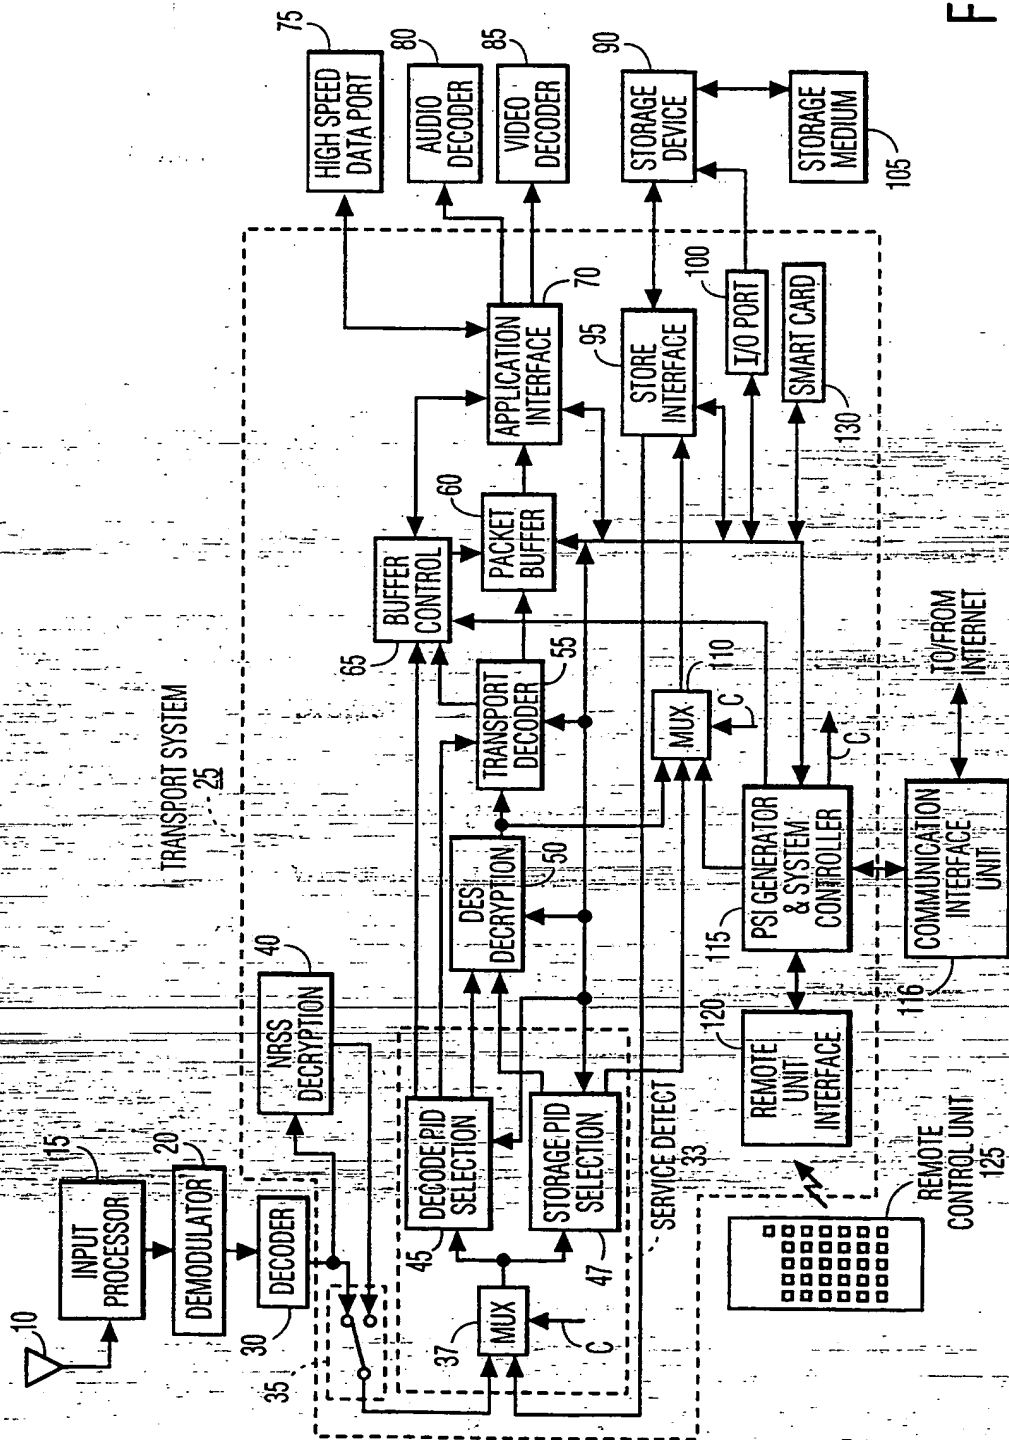 F
TRANSPORT SYSTEM
25
10
INPUT
PROCESSOR
15
DEMODULATOR
20
DECODER
30
35
NRSS
DECRYPTION
40
MUX
37
C
DECODE PID
SELECTION
45
STORAGE PID
SELECTION
47
SERVICE DETECT
33
DES
DECRYPTION
50
TRANSPORT
DECODER
55
BUFFER
CONTROL
65
PACKET
BUFFER
60
APPLICATION
INTERFACE
70
HIGH SPEED
DATA PORT
75
AUDIO
DECODER
80
VIDEO
DECODER
85
STORAGE
DEVICE
90
STORE
INTERFACE
95
I/O PORT
100
STORAGE
MEDIUM
105
SMART CARD
130
MUX
110
C
PSI GENERATOR
& SYSTEM
CONTROLLER
115
C
COMMUNICATION
INTERFACE
UNIT
116
TO/FROM
INTERNET
REMOTE
UNIT
INTERFACE
120
REMOTE
CONTROL UNIT
125